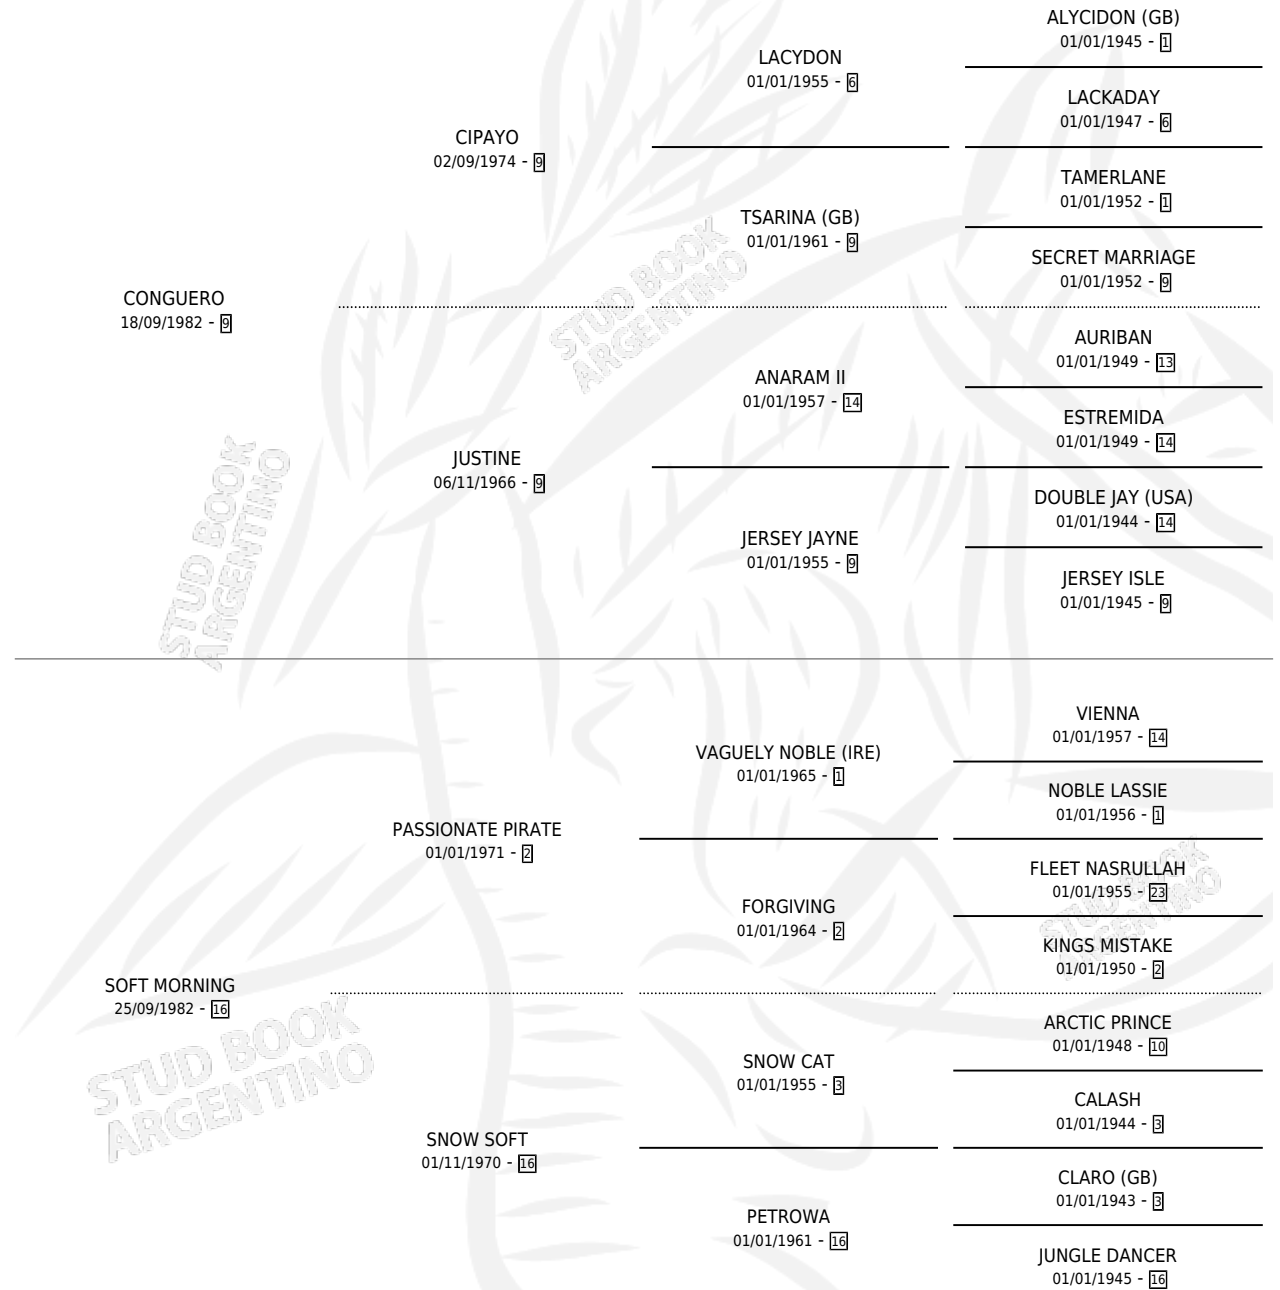 ALYCIDON (GB)
01/01/1945 - 1
LACYDON
01/01/1955 - 6
LACKADAY
01/01/1947 - 6
CIPAYO
02/09/1974 - 9
TAMERLANE
01/01/1952 - 1
TSARINA (GB)
01/01/1961 - 9
SECRET MARRIAGE
01/01/1952 - 9
CONGUERO
18/09/1982 - 9
STUD BOOK
ARGENTINO
AURIBAN
01/01/1949 - 13
ANARAM II
01/01/1957 - 14
ESTREMIDA
01/01/1949 - 14
JUSTINE
06/11/1966 - 9
DOUBLE JAY (USA)
01/01/1944 - 14
JERSEY JAYNE
01/01/1955 - 9
JERSEY ISLE
01/01/1945 - 9
STUD BOOK
ARGENTINO
VIENNA
01/01/1957 - 14
VAGUELY NOBLE (IRE)
01/01/1965 - 1
NOBLE LASSIE
01/01/1956 - 1
PASSIONATE PIRATE
01/01/1971 - 2
FLEET NASRULLAH
01/01/1955 - 23
FORGIVING
01/01/1964 - 2
KINGS MISTAKE
01/01/1950 - 2
STUD BOOK
ARGENTINO
SOFT MORNING
25/09/1982 - 16
ARCTIC PRINCE
01/01/1948 - 10
SNOW CAT
01/01/1955 - 3
CALASH
01/01/1944 - 3
STUD BOOK
ARGENTINO
SNOW SOFT
01/11/1970 - 16
CLARO (GB)
01/01/1943 - 3
PETROWA
01/01/1961 - 16
JUNGLE DANCER
01/01/1945 - 16